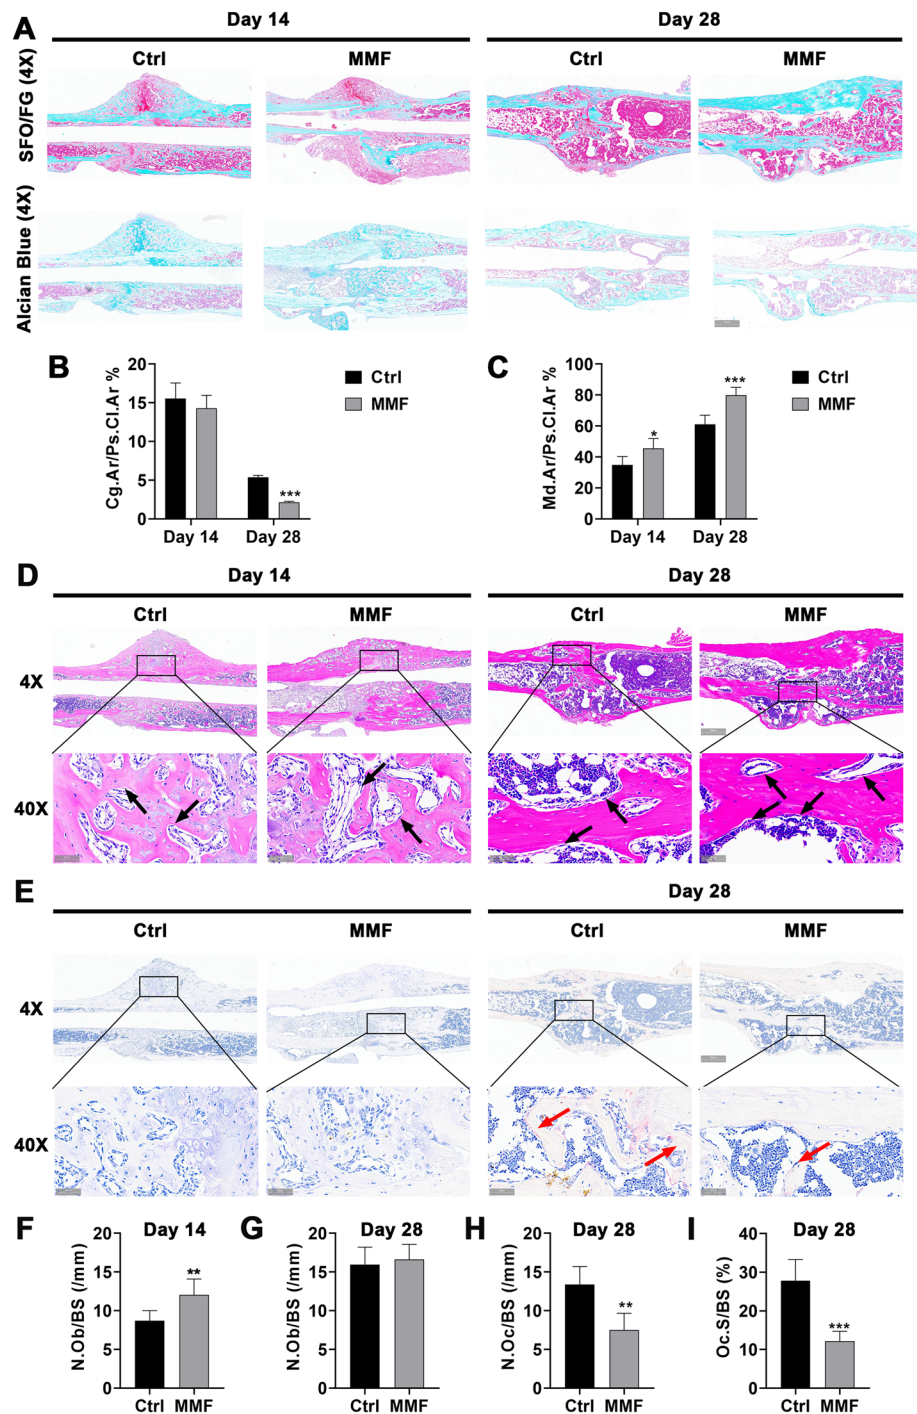 A
Day 14
Day 28
Ctrl
MMF
Ctrl
MMF
SFO/FG (4X)
Alcian Blue (4X)
B
Cg.Ar/Ps.Cl.Ar %
20
15
10
5
0
***
Day 14
Day 28
Ctrl
MMF
C
Md.Ar/Ps.Cl.Ar %
100
80
60
40
20
0
*
***
Day 14
Day 28
Ctrl
MMF
D
Day 14
Day 28
Ctrl
MMF
Ctrl
MMF
4X
40X
E
Day 28
Ctrl
MMF
Ctrl
MMF
4X
40X
F
Day 14
N.Ob/BS (/mm)
20
15
10
5
0
**
Ctrl MMF
G
Day 28
N.Ob/BS (/mm)
20
15
10
5
0
Ctrl MMF
H
Day 28
N.Oc/BS (/mm)
20
15
10
5
0
**
Ctrl MMF
I
Day 28
Oc.S/BS (%)
40
30
20
10
0
***
Ctrl MMF